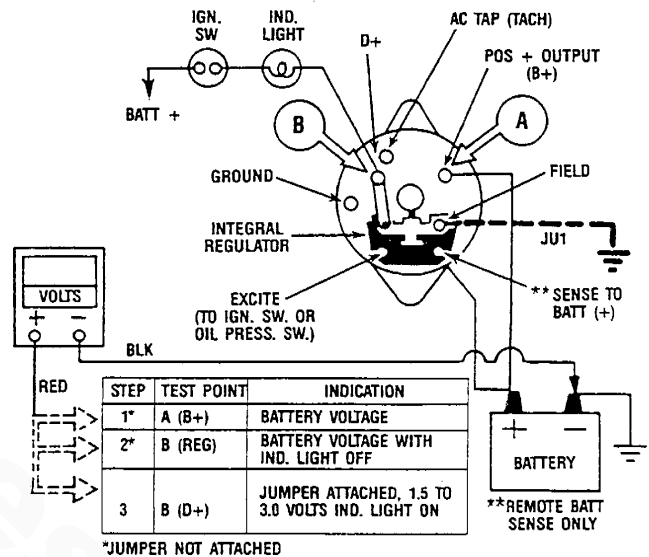 IGN. SW
IND. LIGHT
AC TAP (TACH)
D+
POS + OUTPUT (B+)
BATT +
B
A
GROUND
FIELD
INTEGRAL REGULATOR
JU1
VOLTS
+ −
EXCITE
(TO IGN. SW. OR
OIL PRESS. SW.)
**SENSE TO
BATT (+)
BLK
RED
STEP TEST POINT INDICATION
1* A (B+) BATTERY VOLTAGE
2* B (REG) BATTERY VOLTAGE WITH IND. LIGHT OFF
3 B (D+) JUMPER ATTACHED, 1.5 TO 3.0 VOLTS IND. LIGHT ON
*JUMPER NOT ATTACHED
+ −
BATTERY
**REMOTE BATT
SENSE ONLY